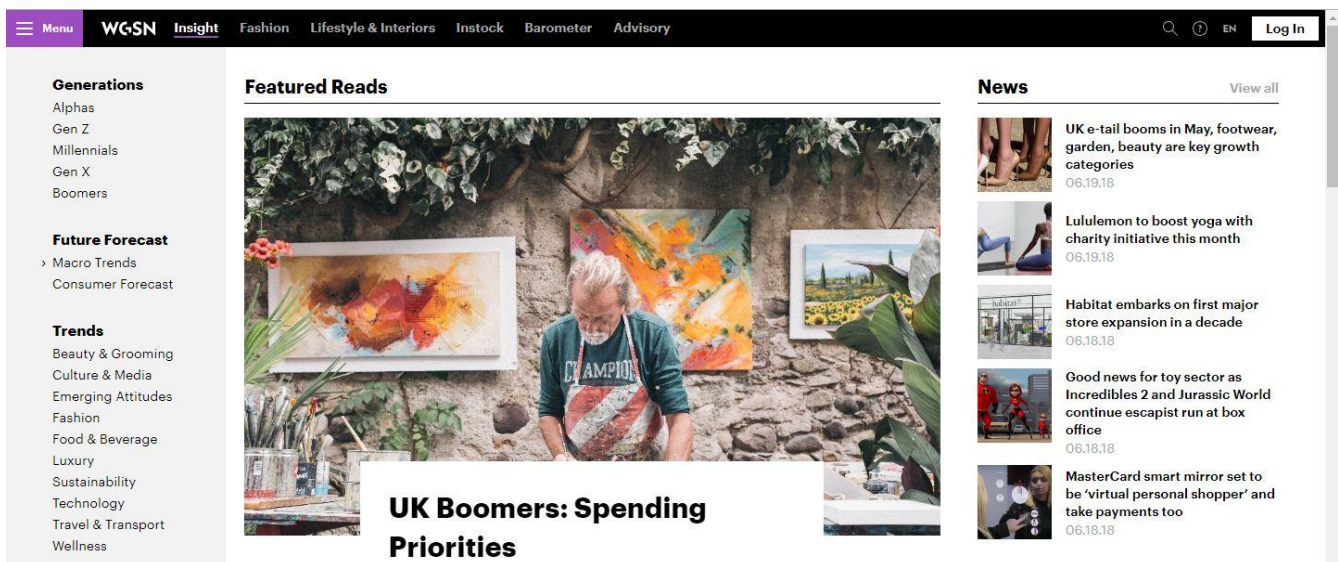 Menu
WGSN
Insight
Fashion
Lifestyle & Interiors
Instock
Barometer
Advisory
EN
Log In
Generations
Alphas
Gen Z
Millennials
Gen X
Boomers
Future Forecast
› Macro Trends
Consumer Forecast
Trends
Beauty & Grooming
Culture & Media
Emerging Attitudes
Fashion
Food & Beverage
Luxury
Sustainability
Technology
Travel & Transport
Wellness
Featured Reads
CHAMPION
UK Boomers: Spending
Priorities
News
View all
UK e-tail booms in May, footwear,
garden, beauty are key growth
categories
06.19.18
Lululemon to boost yoga with
charity initiative this month
06.19.18
habitat
Habitat embarks on first major
store expansion in a decade
06.18.18
Good news for toy sector as
Incredibles 2 and Jurassic World
continue escapist run at box
office
06.18.18
MasterCard smart mirror set to
be ‘virtual personal shopper’ and
take payments too
06.18.18